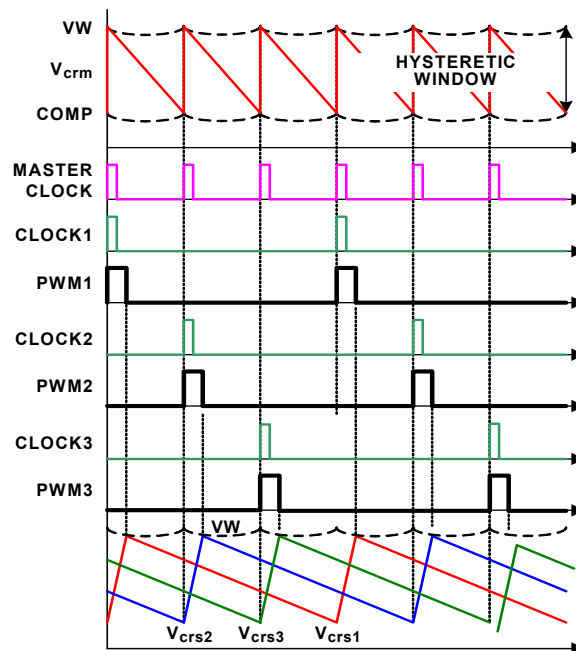 VW
Vcrm
HYSTERETIC
WINDOW
COMP
MASTER
CLOCK
CLOCK1
PWM1
CLOCK2
PWM2
CLOCK3
PWM3
VW
Vcrs2
Vcrs3
Vcrs1